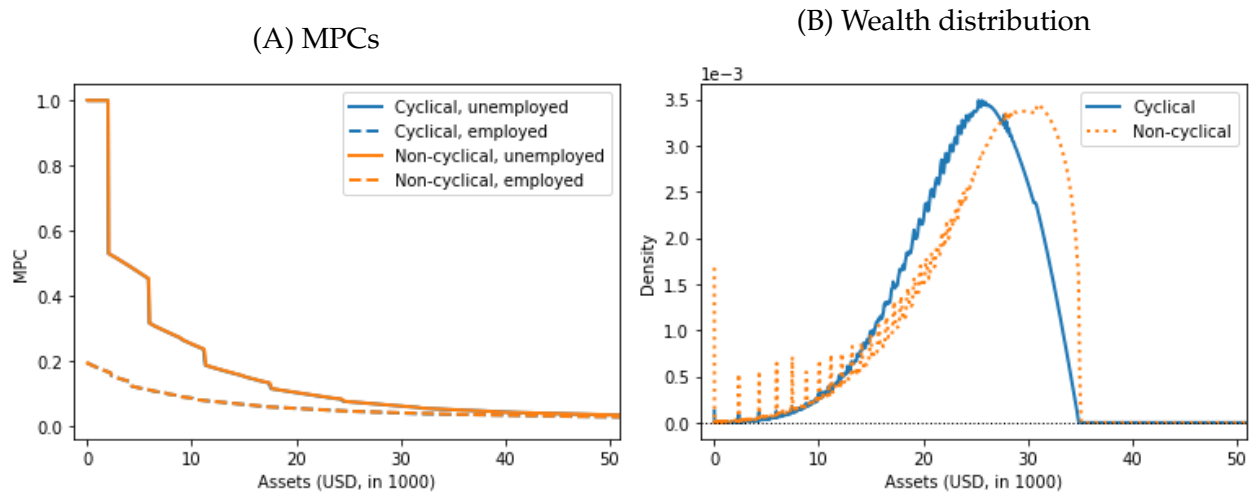 (A) MPCs
1.0
0.8
0.6
0.4
0.2
0.0
MPC
Cyclical, unemployed
Cyclical, employed
Non-cyclical, unemployed
Non-cyclical, employed
0 10 20 30 40 50
Assets (USD, in 1000)
(B) Wealth distribution
1e−3
3.5
3.0
2.5
2.0
1.5
1.0
0.5
0.0
Density
Cyclical
Non-cyclical
0 10 20 30 40 50
Assets (USD, in 1000)